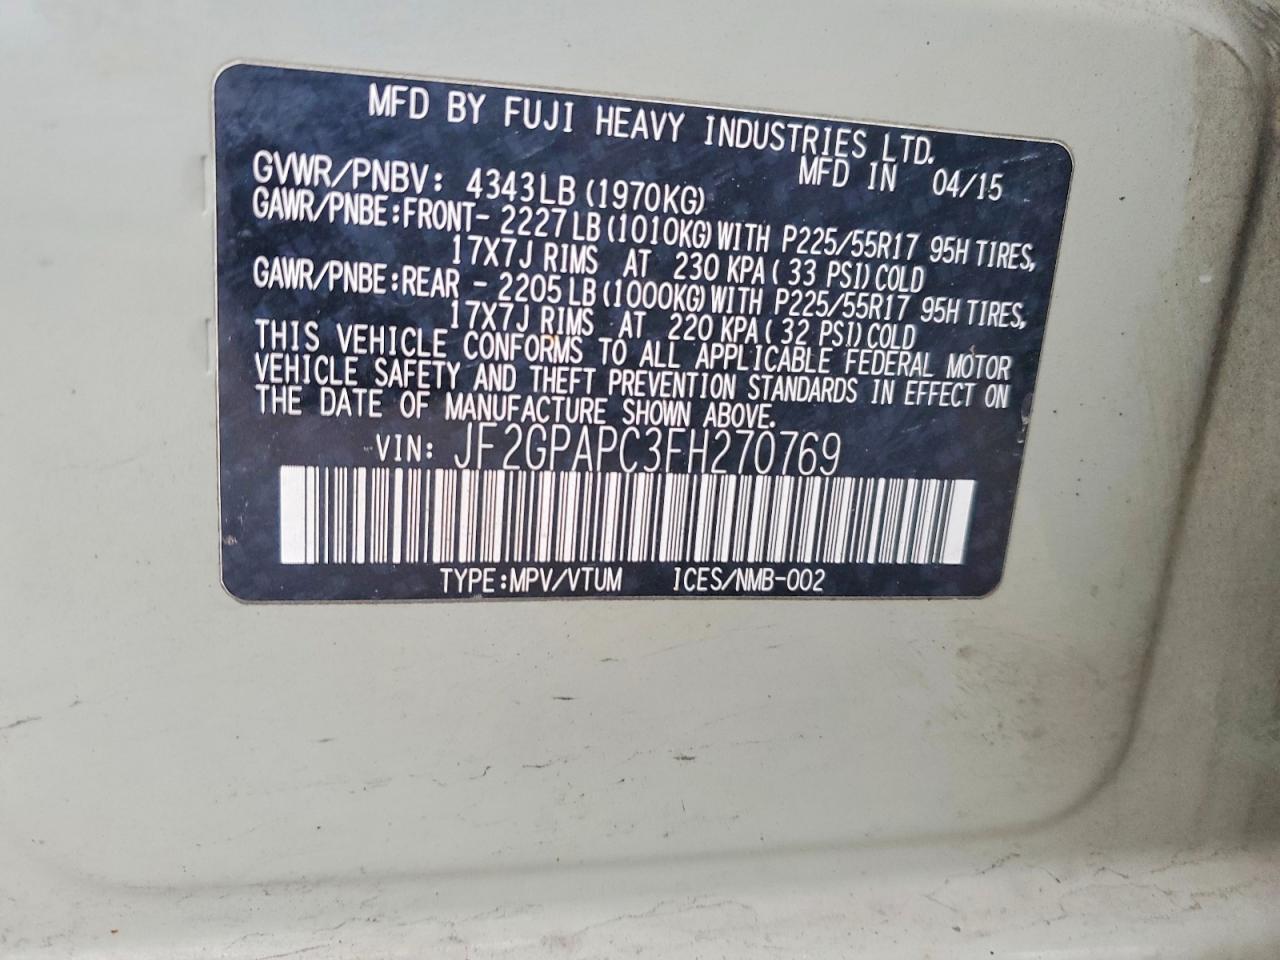 MFD BY FUJI HEAVY INDUSTRIES LTD.
MFD IN 04/15
GVWR/PNBV: 4343LB (1970KG)
GAWR/PNBE:FRONT- 2227 LB (1010KG) WITH P225/55R17 95H TIRES,
17X7J RIMS AT 230 KPA ( 33 PSI) COLD
GAWR/PNBE:REAR - 2205 LB (1000KG) WITH P225/55R17 95H TIRES,
17X7J RIMS AT 220 KPA ( 32 PSI) COLD
THIS VEHICLE CONFORMS TO ALL APPLICABLE FEDERAL MOTOR
VEHICLE SAFETY AND THEFT PREVENTION STANDARDS IN EFFECT ON
THE DATE OF MANUFACTURE SHOWN ABOVE.
VIN: JF2GPAPC3FH270769
TYPE:MPV/VTUM ICES/NMB-002